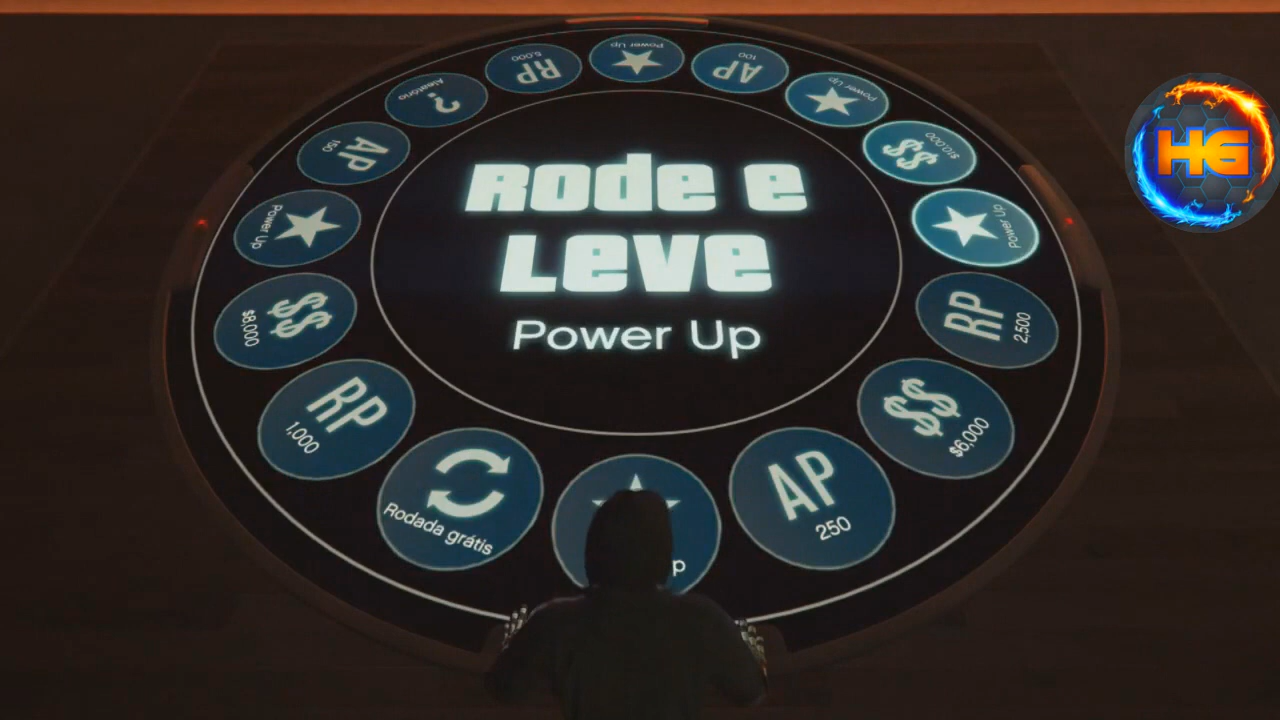 Power Up
AP
100
Power Up
$$
$10,000
Power Up
RP
2,500
$$
$6,000
AP
250
p
Rodada grátis
RP
1,000
$$
$8,000
Power Up
AP
150
?
Aleatório
RP
5,000
Rode e
Leve
Power Up
HG